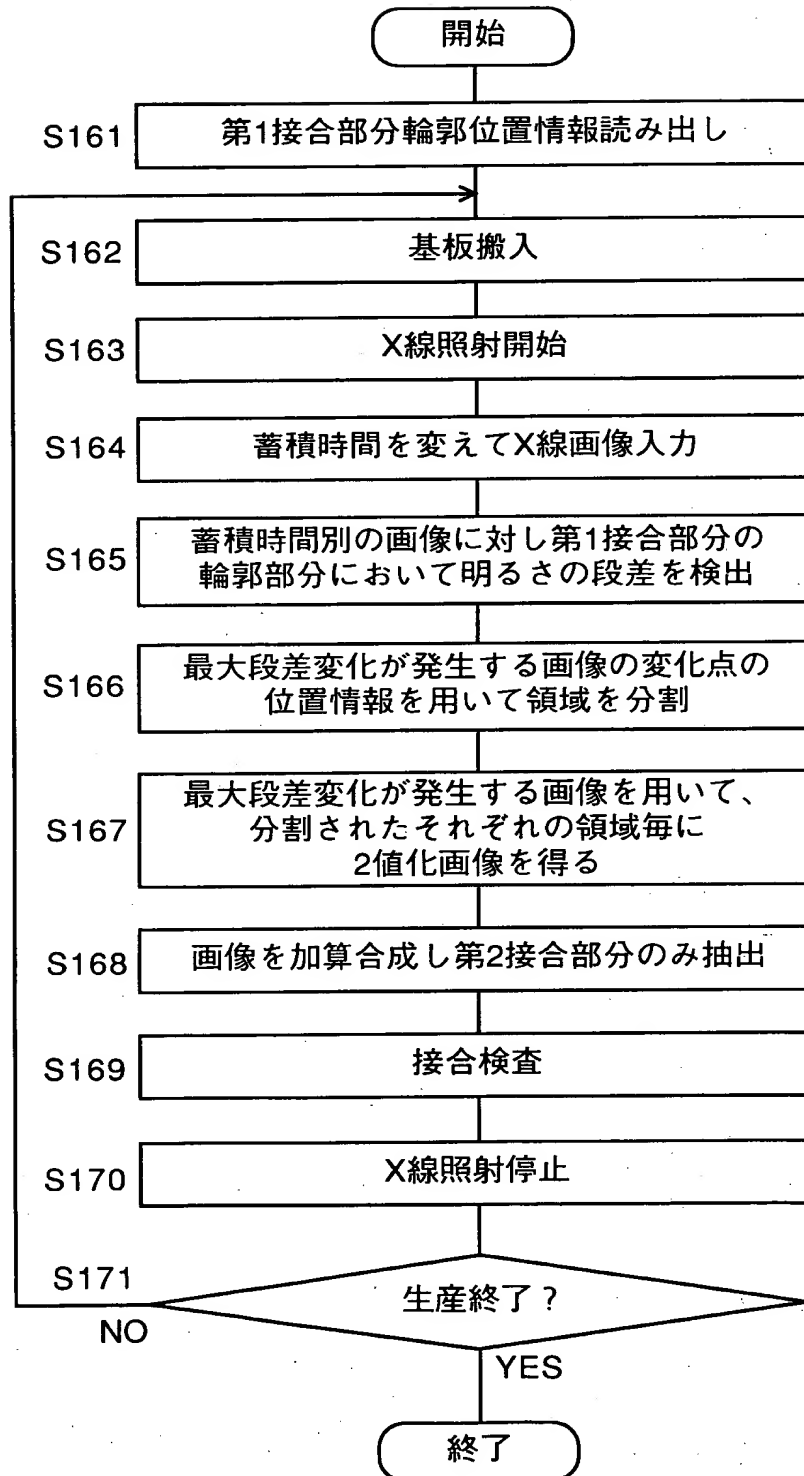 開始
S161
第1接合部分輪郭位置情報読み出し
S162
基板搬入
S163
X線照射開始
S164
蓄積時間を変えてX線画像入力
S165
蓄積時間別の画像に対し第1接合部分の
輪郭部分において明るさの段差を検出
S166
最大段差変化が発生する画像の変化点の
位置情報を用いて領域を分割
S167
最大段差変化が発生する画像を用いて、
分割されたそれぞれの領域毎に
2値化画像を得る
S168
画像を加算合成し第2接合部分のみ抽出
S169
接合検査
S170
X線照射停止
S171
生産終了?
NO
YES
終了